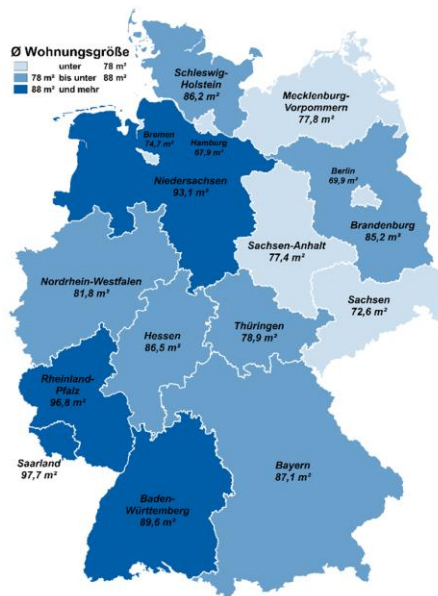 Ø Wohnungsgröße
unter 78 m²
78 m² bis unter 88 m²
88 m² und mehr
Schleswig-
Holstein
86,2 m²
Mecklenburg-
Vorpommern
77,8 m²
Bremen
74,7 m²
Hamburg
67,9 m²
Niedersachsen
93,1 m²
Berlin
69,9 m²
Brandenburg
85,2 m²
Sachsen-Anhalt
77,4 m²
Nordrhein-Westfalen
81,8 m²
Sachsen
72,6 m²
Hessen
86,5 m²
Thüringen
78,9 m²
Rheinland-
Pfalz
96,8 m²
Saarland
97,7 m²
Bayern
87,1 m²
Baden-
Württemberg
89,6 m²